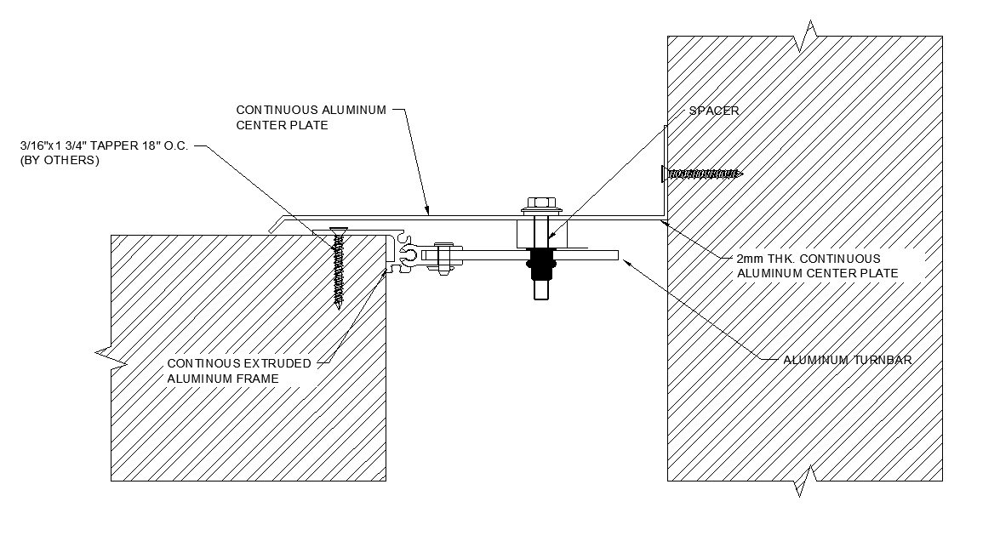 CONTINUOUS ALUMINUM
CENTER PLATE
SPACER
3/16"x1 3/4" TAPPER 18" O.C.
(BY OTHERS)
2mm THK. CONTINUOUS
ALUMINUM CENTER PLATE
ALUMINUM TURNBAR
CONTINOUS EXTRUDED
ALUMINUM FRAME